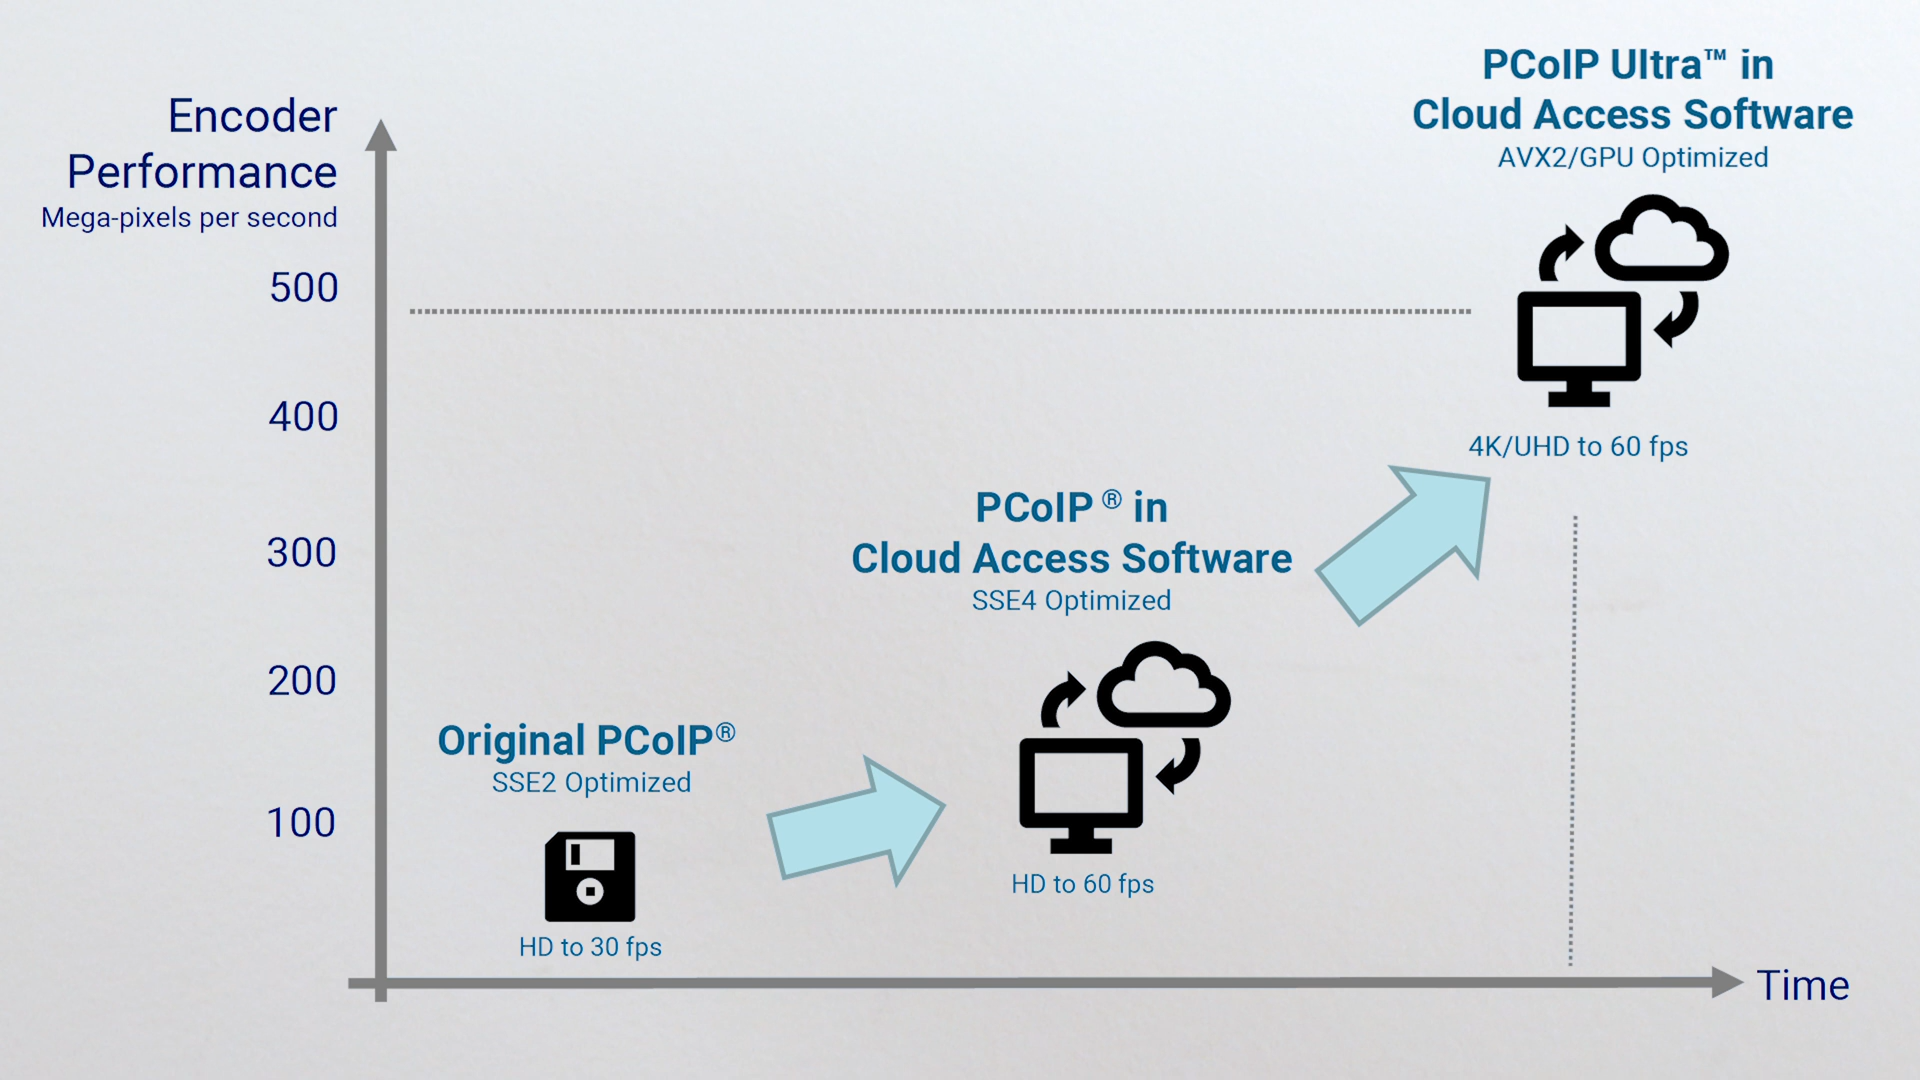 Encoder
Performance
Mega-pixels per second
500
400
300
200
100
Original PCoIP®
SSE2 Optimized
HD to 30 fps
PCoIP ® in
Cloud Access Software
SSE4 Optimized
HD to 60 fps
PCoIP Ultra™ in
Cloud Access Software
AVX2/GPU Optimized
4K/UHD to 60 fps
Time